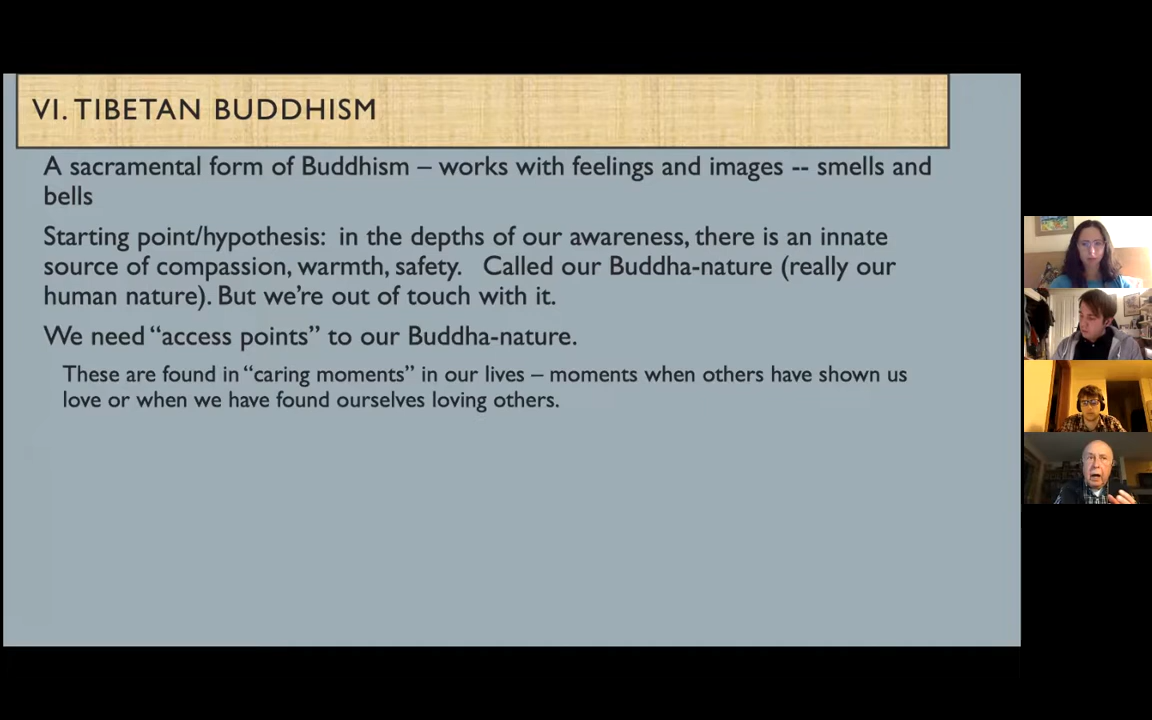 VI. TIBETAN BUDDHISM
A sacramental form of Buddhism – works with feelings and images -- smells and
bells
Starting point/hypothesis:  in the depths of our awareness, there is an innate
source of compassion, warmth, safety.   Called our Buddha-nature (really our
human nature). But we’re out of touch with it.
We need “access points” to our Buddha-nature.
These are found in “caring moments” in our lives – moments when others have shown us
love or when we have found ourselves loving others.